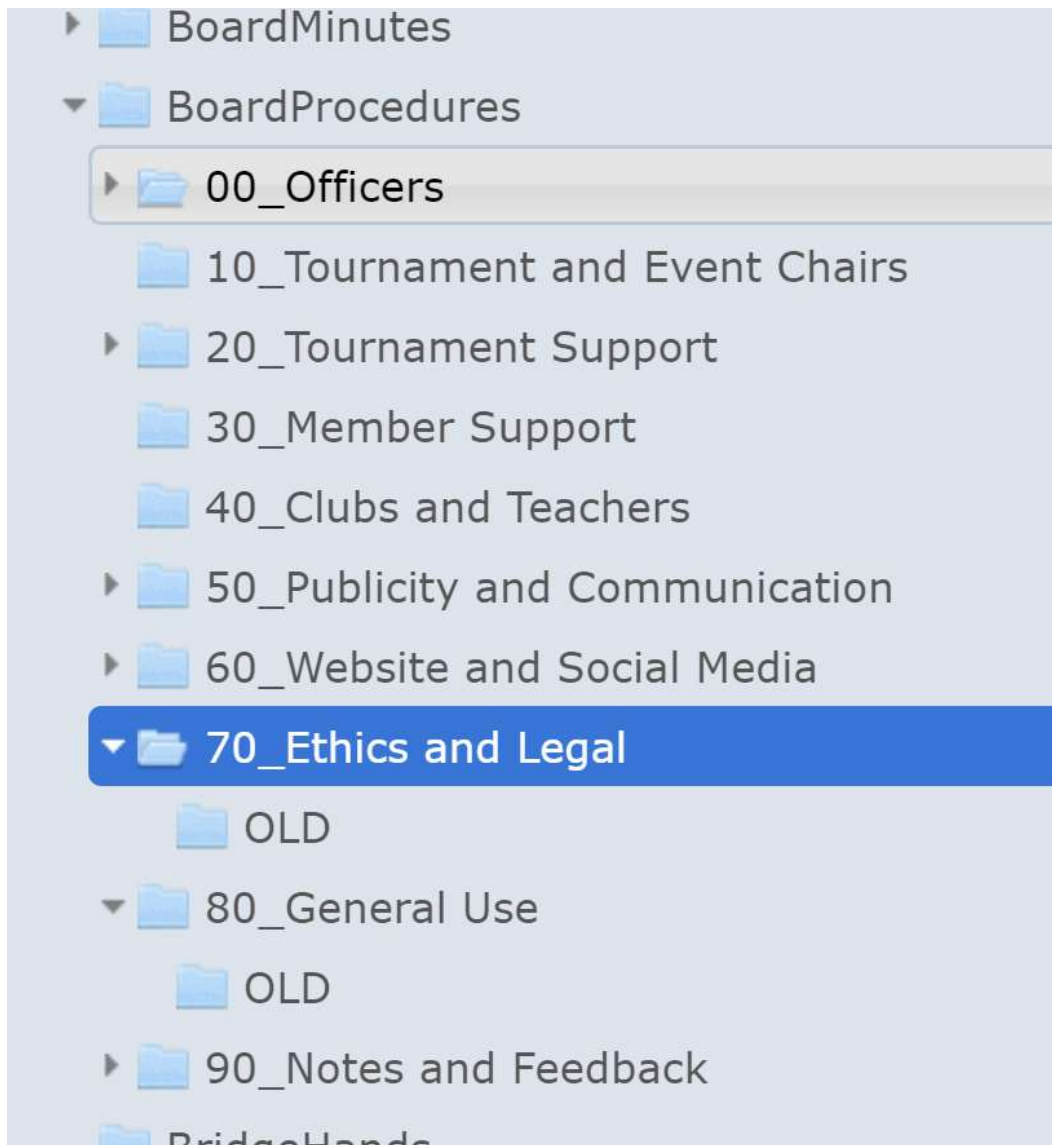 BoardMinutes
BoardProcedures
00_Officers
10_Tournament and Event Chairs
20_Tournament Support
30_Member Support
40_Clubs and Teachers
50_Publicity and Communication
60_Website and Social Media
70_Ethics and Legal
OLD
80_General Use
OLD
90_Notes and Feedback
BridgeHands